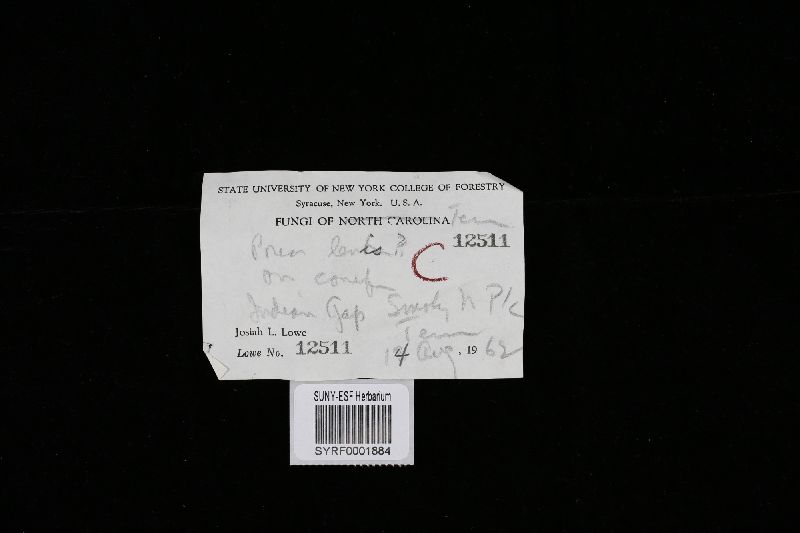 STATE UNIVERSITY OF NEW YORK COLLEGE OF FORESTRY
Syracuse, New York. U. S. A.
FUNGI OF NORTH CAROLINA Tenn
12511
Poria ?
C
on conif
Indian Gap Smoky N Pk
Tenn
Josiah L. Lowe
Lowe No. 12511 14 Aug, 1962
SUNY-ESF Herbarium
SYRF0001884